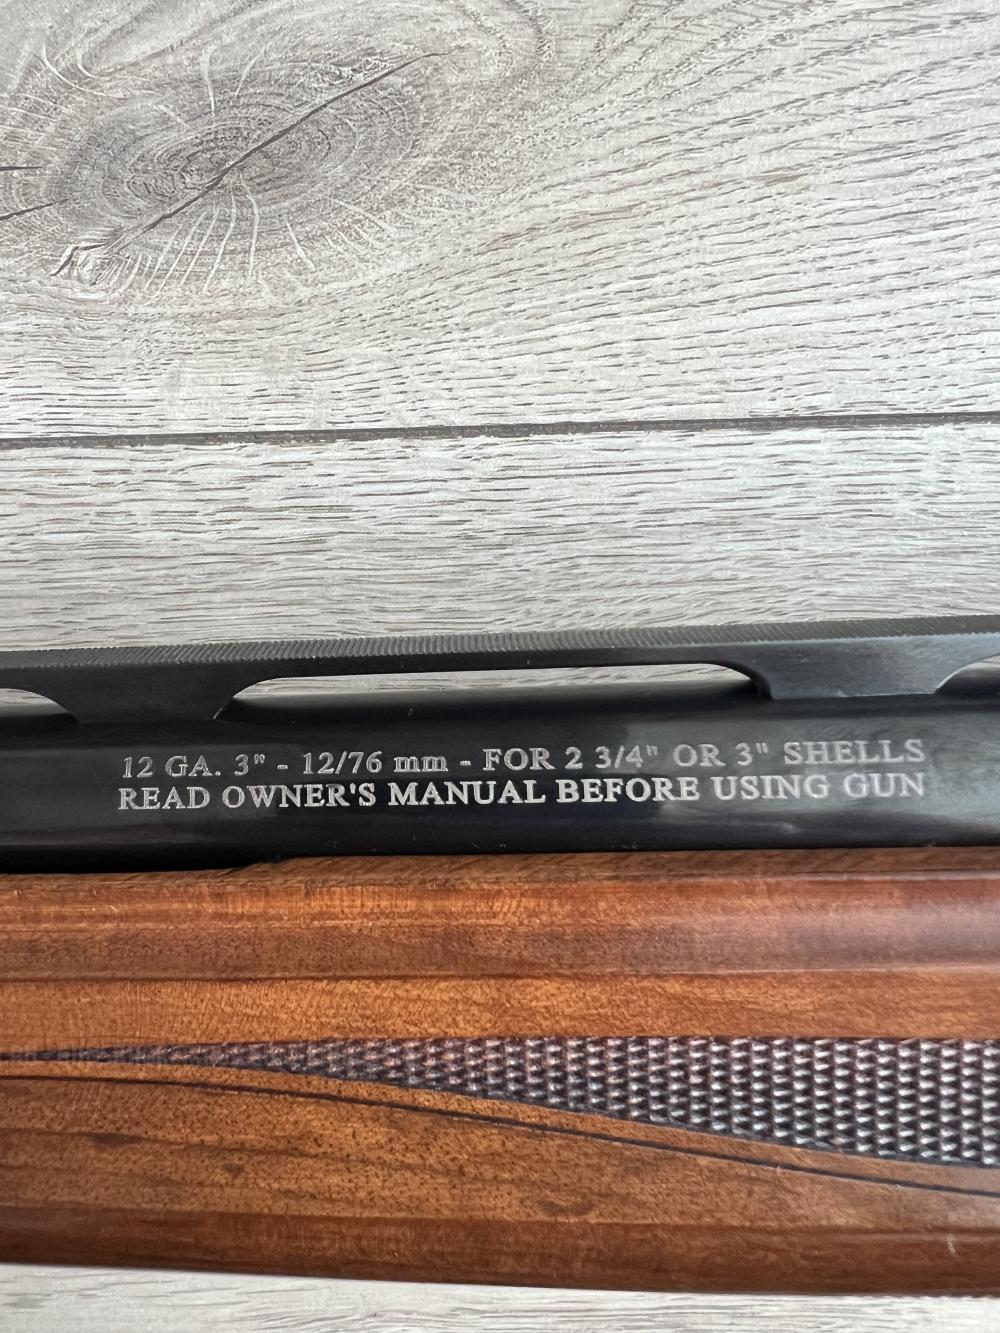 12 GA. 3" - 12/76 mm - FOR 2 3/4" OR 3" SHELLS
READ OWNER'S MANUAL BEFORE USING GUN